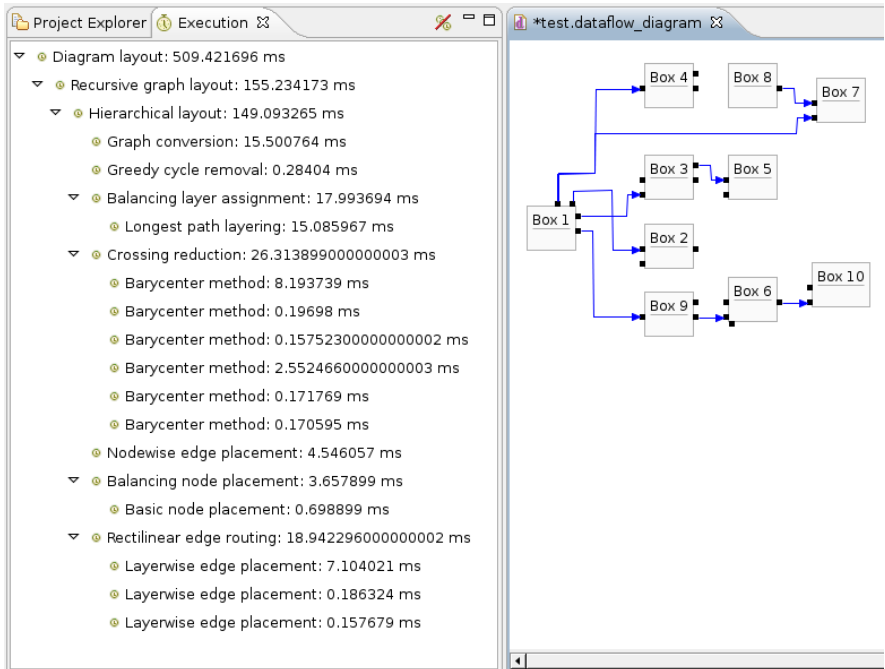 Project Explorer
Execution
Diagram layout: 509.421696 ms
Recursive graph layout: 155.234173 ms
Hierarchical layout: 149.093265 ms
Graph conversion: 15.500764 ms
Greedy cycle removal: 0.28404 ms
Balancing layer assignment: 17.993694 ms
Longest path layering: 15.085967 ms
Crossing reduction: 26.313899000000003 ms
Barycenter method: 8.193739 ms
Barycenter method: 0.19698 ms
Barycenter method: 0.15752300000000002 ms
Barycenter method: 2.5524660000000003 ms
Barycenter method: 0.171769 ms
Barycenter method: 0.170595 ms
Nodewise edge placement: 4.546057 ms
Balancing node placement: 3.657899 ms
Basic node placement: 0.698899 ms
Rectilinear edge routing: 18.942296000000002 ms
Layerwise edge placement: 7.104021 ms
Layerwise edge placement: 0.186324 ms
Layerwise edge placement: 0.157679 ms
*test.dataflow_diagram
Box 4
Box 8
Box 7
Box 3
Box 5
Box 1
Box 2
Box 9
Box 6
Box 10